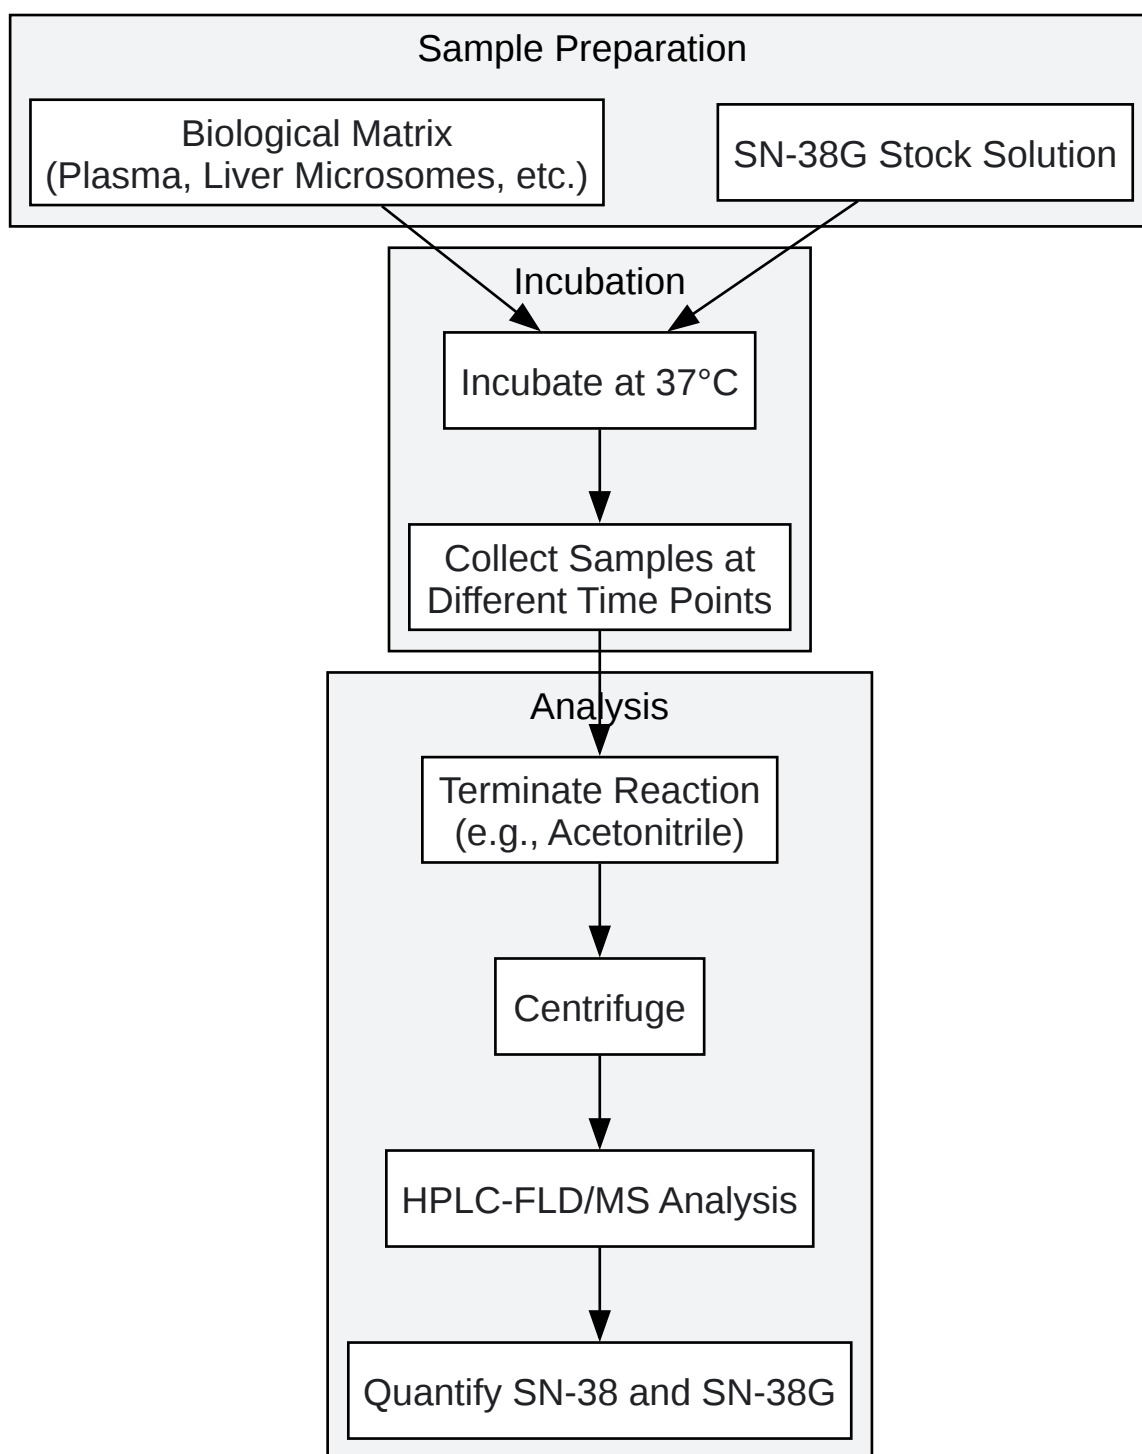 Sample Preparation
Biological Matrix
(Plasma, Liver Microsomes, etc.)
SN-38G Stock Solution
Incubation
Incubate at 37°C
Collect Samples at
Different Time Points
Analysis
Terminate Reaction
(e.g., Acetonitrile)
Centrifuge
HPLC-FLD/MS Analysis
Quantify SN-38 and SN-38G